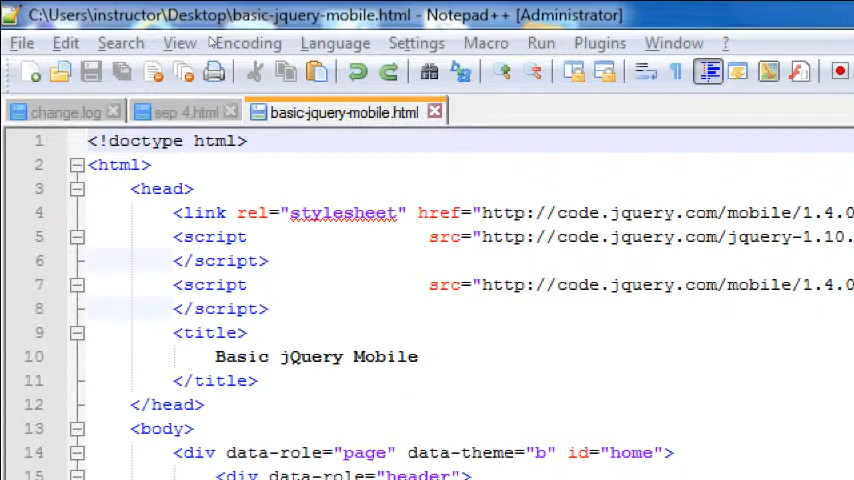 C:\Users\instructor\Desktop\basic-jquery-mobile.html - Notepad++ [Administrator]
File Edit Search View Encoding Language Settings Macro Run Plugins Window ?
change.log sep 4.html basic-jquery-mobile.html
1 <!doctype html>
2 <html>
3 <head>
4 <link rel="stylesheet" href="http://code.jquery.com/mobile/1.4.0
5 <script src="http://code.jquery.com/jquery-1.10.
6 </script>
7 <script src="http://code.jquery.com/mobile/1.4.0
8 </script>
9 <title>
10 Basic jQuery Mobile
11 </title>
12 </head>
13 <body>
14 <div data-role="page" data-theme="b" id="home">
15 <div data-role="header">